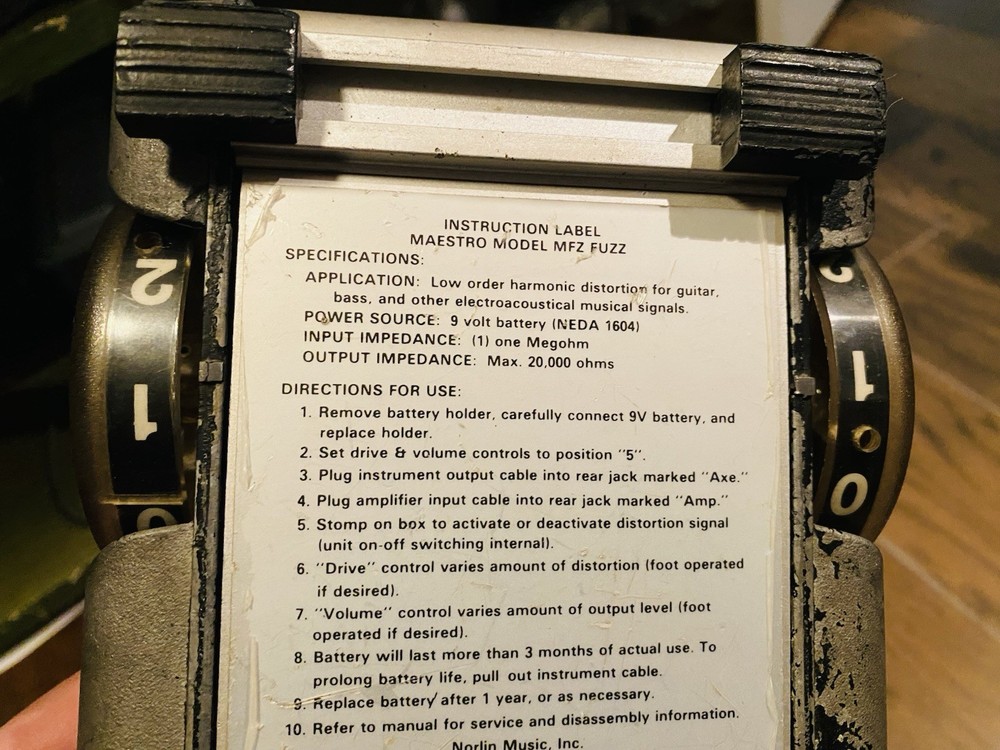 INSTRUCTION LABEL
MAESTRO MODEL MFZ FUZZ
SPECIFICATIONS:
APPLICATION: Low order harmonic distortion for guitar,
bass, and other electroacoustical musical signals.
POWER SOURCE: 9 volt battery (NEDA 1604)
INPUT IMPEDANCE: (1) one Megohm
OUTPUT IMPEDANCE: Max. 20,000 ohms
DIRECTIONS FOR USE:
1. Remove battery holder, carefully connect 9V battery, and
replace holder.
2. Set drive & volume controls to position "5".
3. Plug instrument output cable into rear jack marked "Axe."
4. Plug amplifier input cable into rear jack marked "Amp."
5. Stomp on box to activate or deactivate distortion signal
(unit on-off switching internal).
6. "Drive" control varies amount of distortion (foot operated
if desired).
7. "Volume" control varies amount of output level (foot
operated if desired).
8. Battery will last more than 3 months of actual use. To
prolong battery life, pull out instrument cable.
9. Replace battery after 1 year, or as necessary.
10. Refer to manual for service and disassembly information.
Norlin Music, Inc.
2
1
0
2
1
0